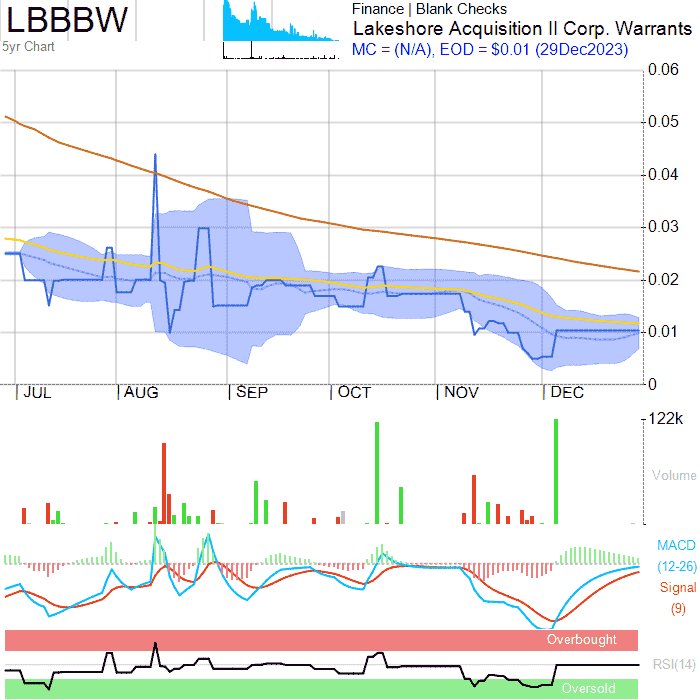 LBBBW
5yr Chart
Finance | Blank Checks
Lakeshore Acquisition II Corp. Warrants
MC = (N/A), EOD = $0.01 (29Dec2023)
0.06
0.05
0.04
0.03
0.02
0.01
0
JUL AUG SEP OCT NOV DEC
122k
Volume
MACD
(12-26)
Signal
(9)
Overbought
RSI(14)
Oversold